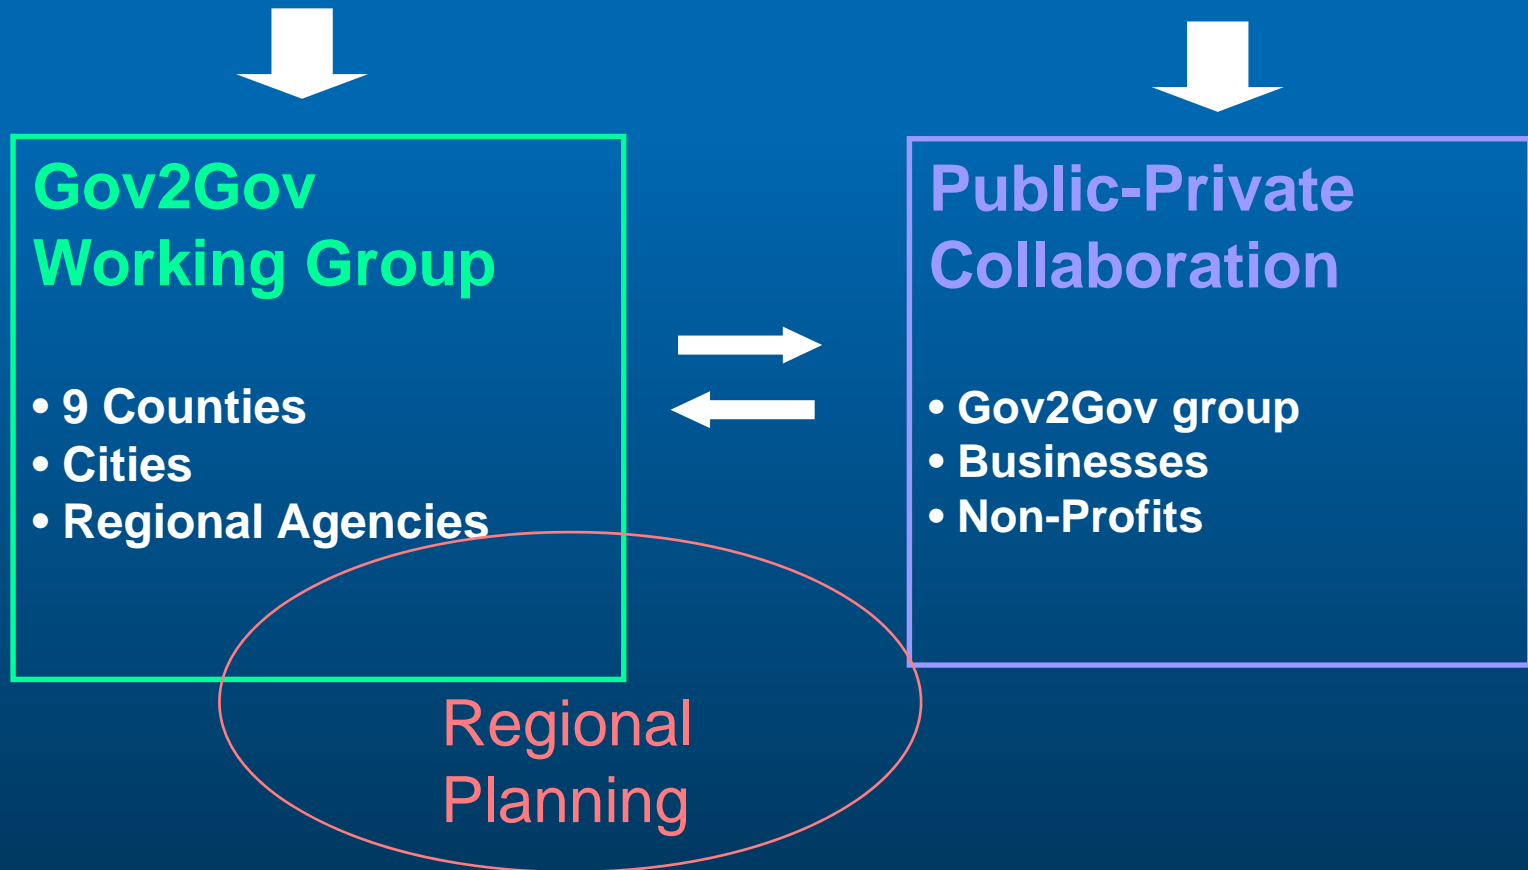 Gov2Gov
Working Group
• 9 Counties
• Cities
• Regional Agencies
Public-Private
Collaboration
• Gov2Gov group
• Businesses
• Non-Profits
Regional
Planning